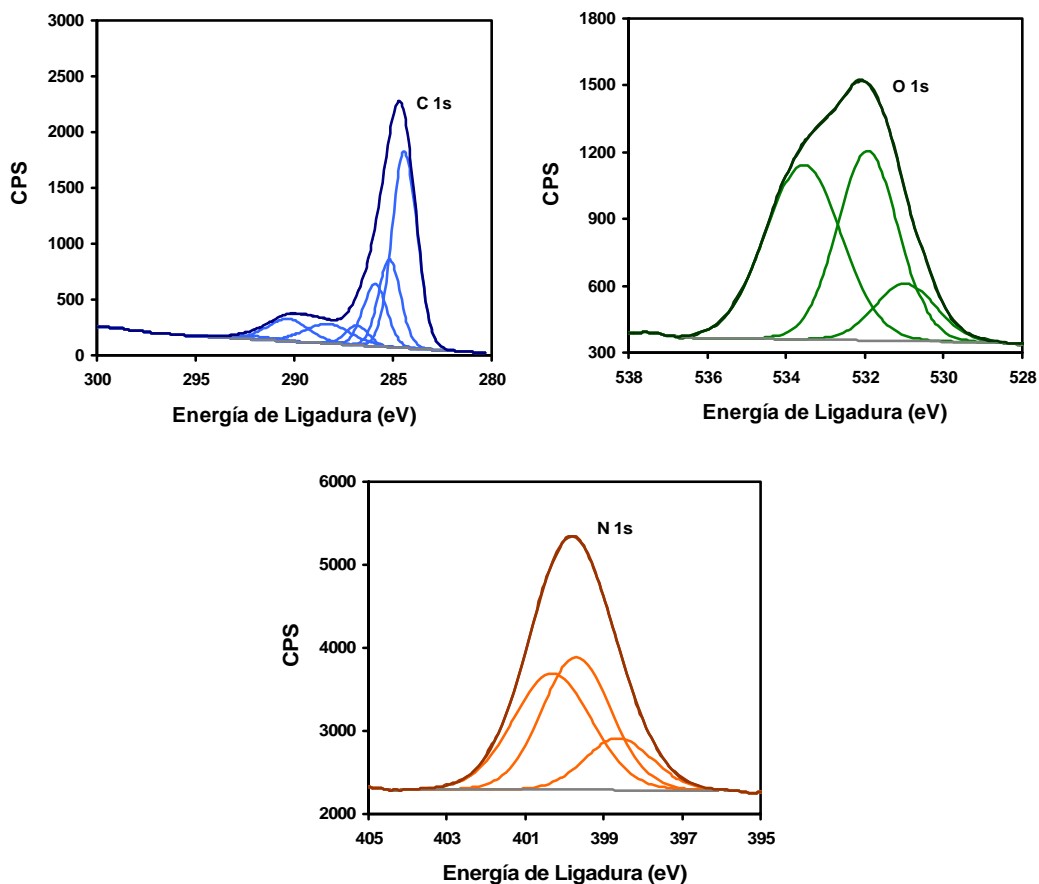 3000
2500
2000
1500
1000
500
0
CPS
C 1s
300 295 290 285 280
Energía de Ligadura (eV)
1800
1500
1200
900
600
300
CPS
O 1s
538 536 534 532 530 528
Energía de Ligadura (eV)
6000
5000
4000
3000
2000
CPS
N 1s
405 403 401 399 397 395
Energía de Ligadura (eV)